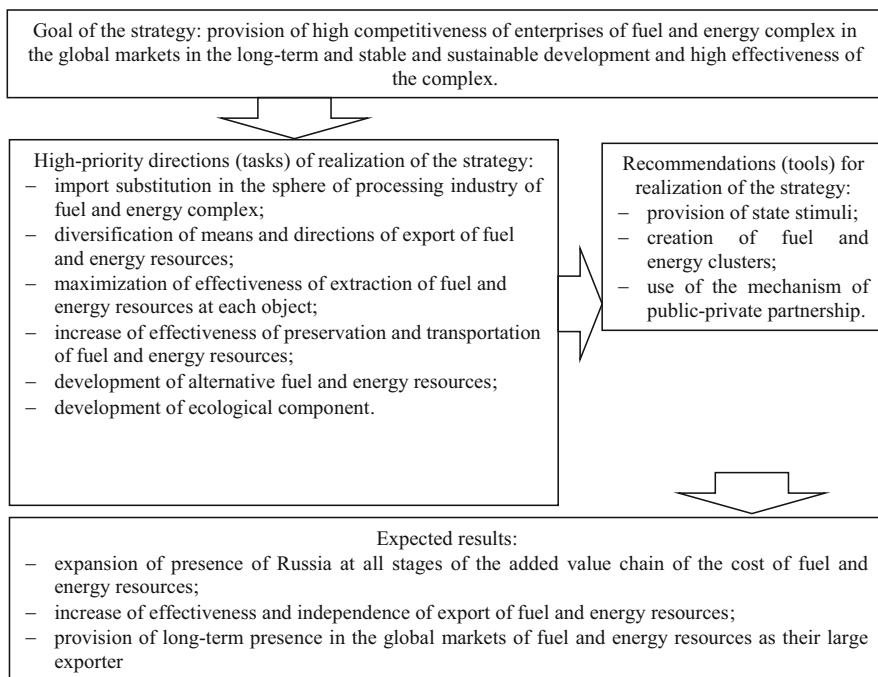 Goal of the strategy: provision of high competitiveness of enterprises of fuel and energy complex in
the global markets in the long-term and stable and sustainable development and high effectiveness of
the complex.
High-priority directions (tasks) of realization of the strategy:
– import substitution in the sphere of processing industry of
fuel and energy complex;
– diversification of means and directions of export of fuel
and energy resources;
– maximization of effectiveness of extraction of fuel and
energy resources at each object;
– increase of effectiveness of preservation and transportation
of fuel and energy resources;
– development of alternative fuel and energy resources;
– development of ecological component.
Recommendations (tools) for
realization of the strategy:
– provision of state stimuli;
– creation of fuel and
energy clusters;
– use of the mechanism of
public-private partnership.
Expected results:
– expansion of presence of Russia at all stages of the added value chain of the cost of fuel and
energy resources;
– increase of effectiveness and independence of export of fuel and energy resources;
– provision of long-term presence in the global markets of fuel and energy resources as their large
exporter